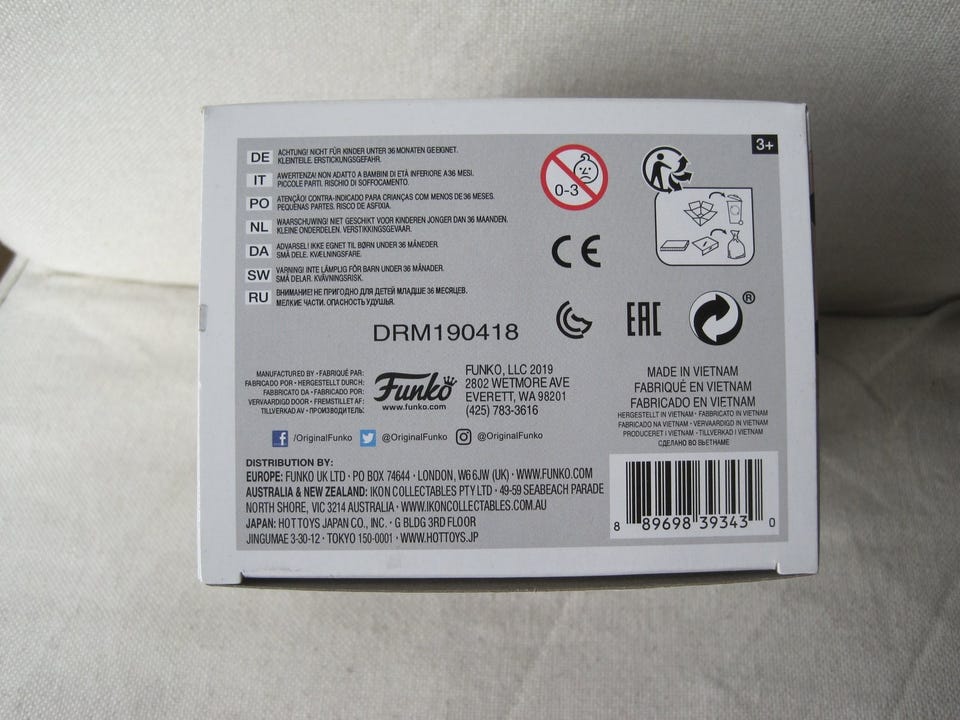 3+
DE ACHTUNG! NICHT FÜR KINDER UNTER 36 MONATEN GEEIGNET.
KLEINTEILE. ERSTICKUNGSGEFAHR.
IT AWERTENZA! NON ADATTO A BAMBINI DI ETÀ INFERIORE A 36 MESI.
PICCOLE PARTI. RISCHIO DI SOFFOCAMENTO.
PO ATENÇÃO! CONTRA-INDICADO PARA CRIANÇAS COM MENOS DE 36 MESES.
PEQUENAS PARTES. RISCO DE ASFIXIA.
NL WAARSCHUWING! NIET GESCHIKT VOOR KINDEREN JONGER DAN 36 MAANDEN.
KLEINE ONDERDELEN. VERSTIKKINGSGEVAAR.
DA ADVARSEL! IKKE EGNET TIL BØRN UNDER 36 MÅNEDER.
SMÅ DELE. KVÆLNINGSFARE.
SW VARNING! INTE LÄMPLIG FÖR BARN UNDER 36 MÅNADER.
SMÅ DELAR. KVÄVNINGSRISK.
RU ВНИМАНИЕ! НЕ ПРИГОДНО ДЛЯ ДЕТЕЙ МЛАДШЕ 36 МЕСЯЦЕВ.
МЕЛКИЕ ЧАСТИ. ОПАСНОСТЬ УДУШЬЯ.
0-3
CE
EAC
®
DRM190418
MANUFACTURED BY • FABRIQUÉ PAR:
FABRICADO POR • HERGESTELLT DURCH:
FABBRICATO DA • FABRICADO POR:
VERVAARDIGD DOOR • FREMSTILLET AF:
TILLVERKAD AV • ПРОИЗВОДИТЕЛЬ:
Funko
www.funko.com
FUNKO, LLC 2019
2802 WETMORE AVE
EVERETT, WA 98201
(425) 783-3616
MADE IN VIETNAM
FABRIQUÉ EN VIETNAM
FABRICADO EN VIETNAM
HERGESTELLT IN VIETNAM • FABBRICATO IN VIETNAM
FABRICADO NA VIETNAM • VERVAARDIGD IN VIETNAM
PRODUCERET I VIETNAM • TILLVERKAD I VIETNAM
СДЕЛАНО ВО ВЬЕТНАМЕ
f /OriginalFunko @OriginalFunko @OriginalFunko
DISTRIBUTION BY:
EUROPE: FUNKO UK LTD • PO BOX 74644 • LONDON, W6 6JW (UK) • WWW.FUNKO.COM
AUSTRALIA & NEW ZEALAND: IKON COLLECTABLES PTY LTD • 49-59 SEABEACH PARADE
NORTH SHORE, VIC 3214 AUSTRALIA • WWW.IKONCOLLECTABLES.COM.AU
JAPAN: HOT TOYS JAPAN CO., INC. • G BLDG 3RD FLOOR
JINGUMAE 3-30-12 • TOKYO 150-0001 • WWW.HOTTOYS.JP
8 89698 39343 0